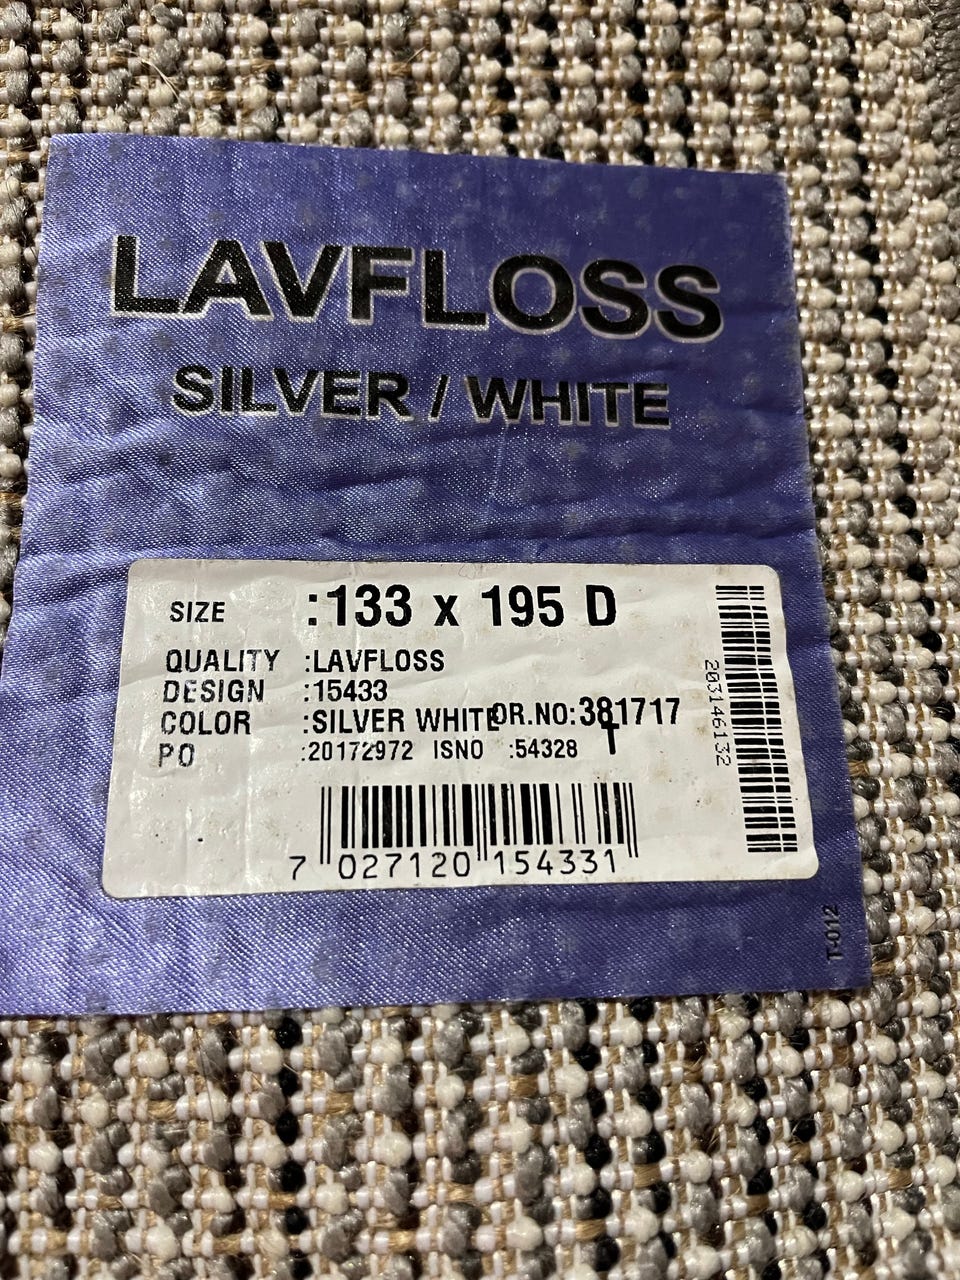 LAVFLOSS
SILVER / WHITE
SIZE :133 x 195 D
QUALITY :LAVFLOSS
DESIGN :15433
COLOR :SILVER WHITE OR.NO:381717
PO :20172972 ISNO :54328 T
7 027120 154331
203146132
T-012